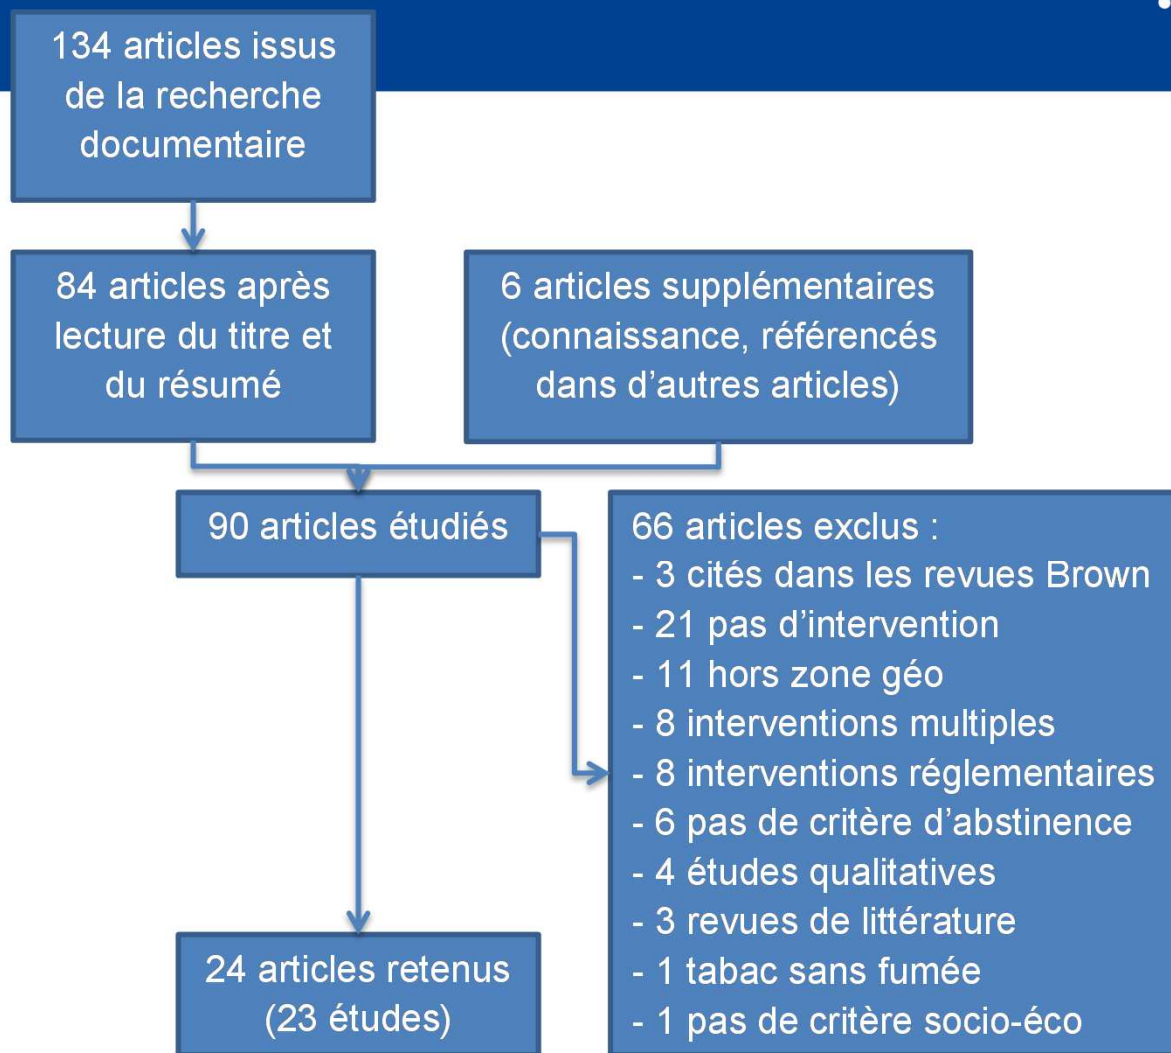 134 articles issus
de la recherche
documentaire
84 articles après
lecture du titre et
du résumé
6 articles supplémentaires
(connaissance, référencés
dans d’autres articles)
90 articles étudiés
66 articles exclus :
- 3 cités dans les revues Brown
- 21 pas d’intervention
- 11 hors zone géo
- 8 interventions multiples
- 8 interventions réglementaires
- 6 pas de critère d’abstinence
- 4 études qualitatives
- 3 revues de littérature
- 1 tabac sans fumée
- 1 pas de critère socio-éco
24 articles retenus
(23 études)